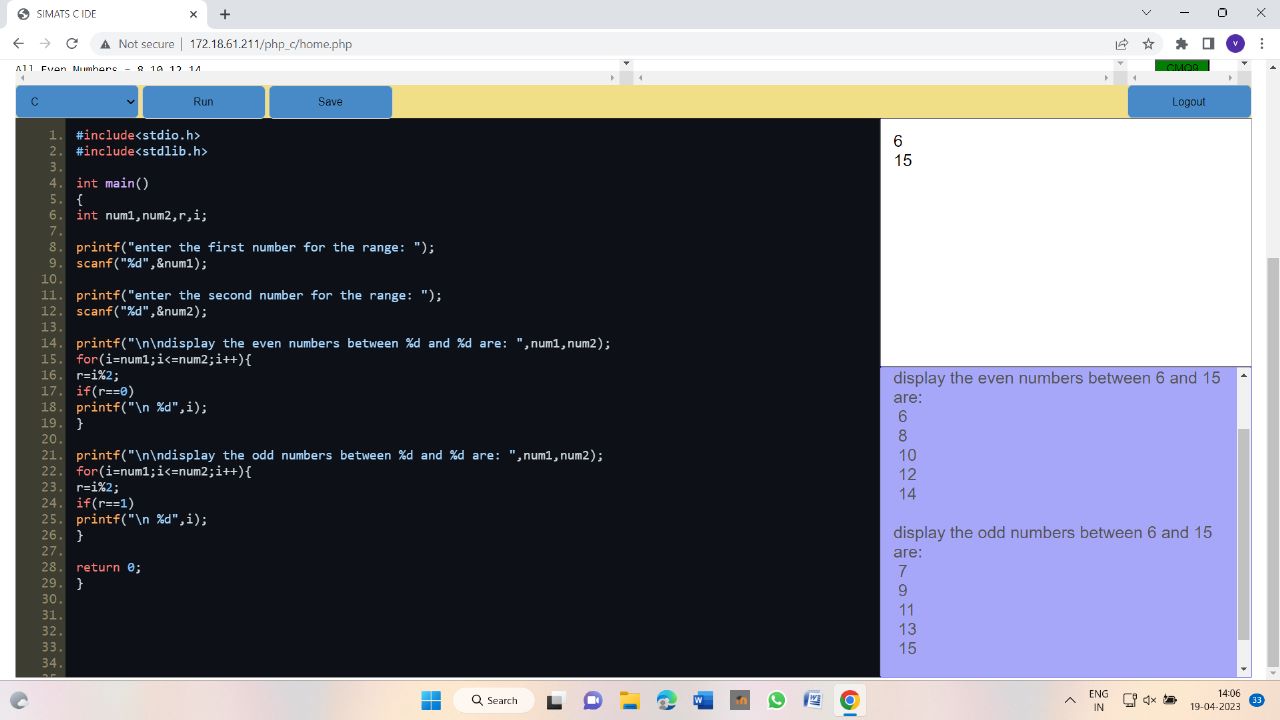 SIMATS C IDE
Not secure | 172.18.61.211/php_c/home.php
V
All Even Numbers = 8,10,12,14
CMQ9
C
Run
Save
Logout
1. #include<stdio.h>
2. #include<stdlib.h>
3.
4. int main()
5. {
6. int num1,num2,r,i;
7.
8. printf("enter the first number for the range: ");
9. scanf("%d",&num1);
10.
11. printf("enter the second number for the range: ");
12. scanf("%d",&num2);
13.
14. printf("\n\ndisplay the even numbers between %d and %d are: ",num1,num2);
15. for(i=num1;i<=num2;i++){
16. r=i%2;
17. if(r==0)
18. printf("\n %d",i);
19. }
20.
21. printf("\n\ndisplay the odd numbers between %d and %d are: ",num1,num2);
22. for(i=num1;i<=num2;i++){
23. r=i%2;
24. if(r==1)
25. printf("\n %d",i);
26. }
27.
28. return 0;
29. }
30.
31.
32.
33.
34.
6
15
display the even numbers between 6 and 15
are:
6
8
10
12
14
display the odd numbers between 6 and 15
are:
7
9
11
13
15
Search
ENG
IN
14:06
19-04-2023
33